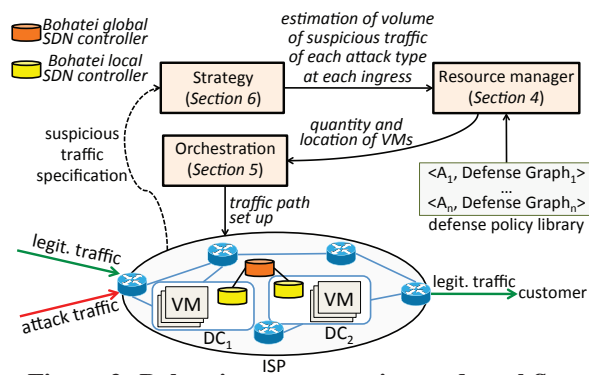 Bohatei global
SDN controller
Bohatei local
SDN controller
estimation of volume
of suspicious traffic
of each attack type
at each ingress
Strategy
(Section 6)
Resource manager
(Section 4)
suspicious
traffic
specification
quantity and
location of VMs
Orchestration
(Section 5)
<A1, Defense Graph1>
...
<An, Defense Graphn>
defense policy library
traffic path
set up
legit. traffic
attack traffic
VM
DC1
VM
DC2
legit. traffic
customer
ISP